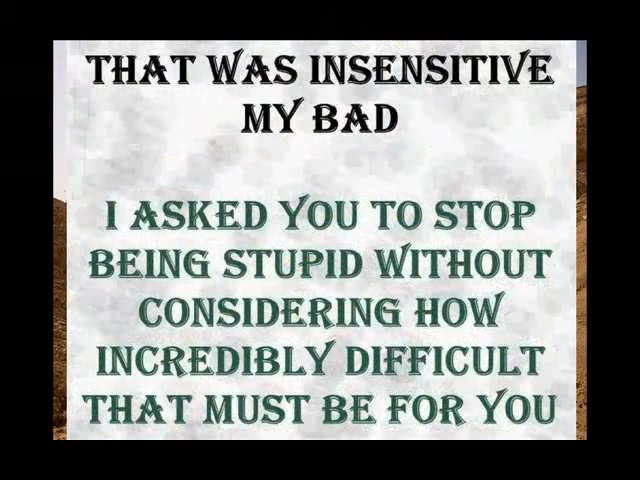 THAT WAS INSENSITIVE
MY BAD
I ASKED YOU TO STOP
BEING STUPID WITHOUT
CONSIDERING HOW
INCREDIBLY DIFFICULT
THAT MUST BE FOR YOU